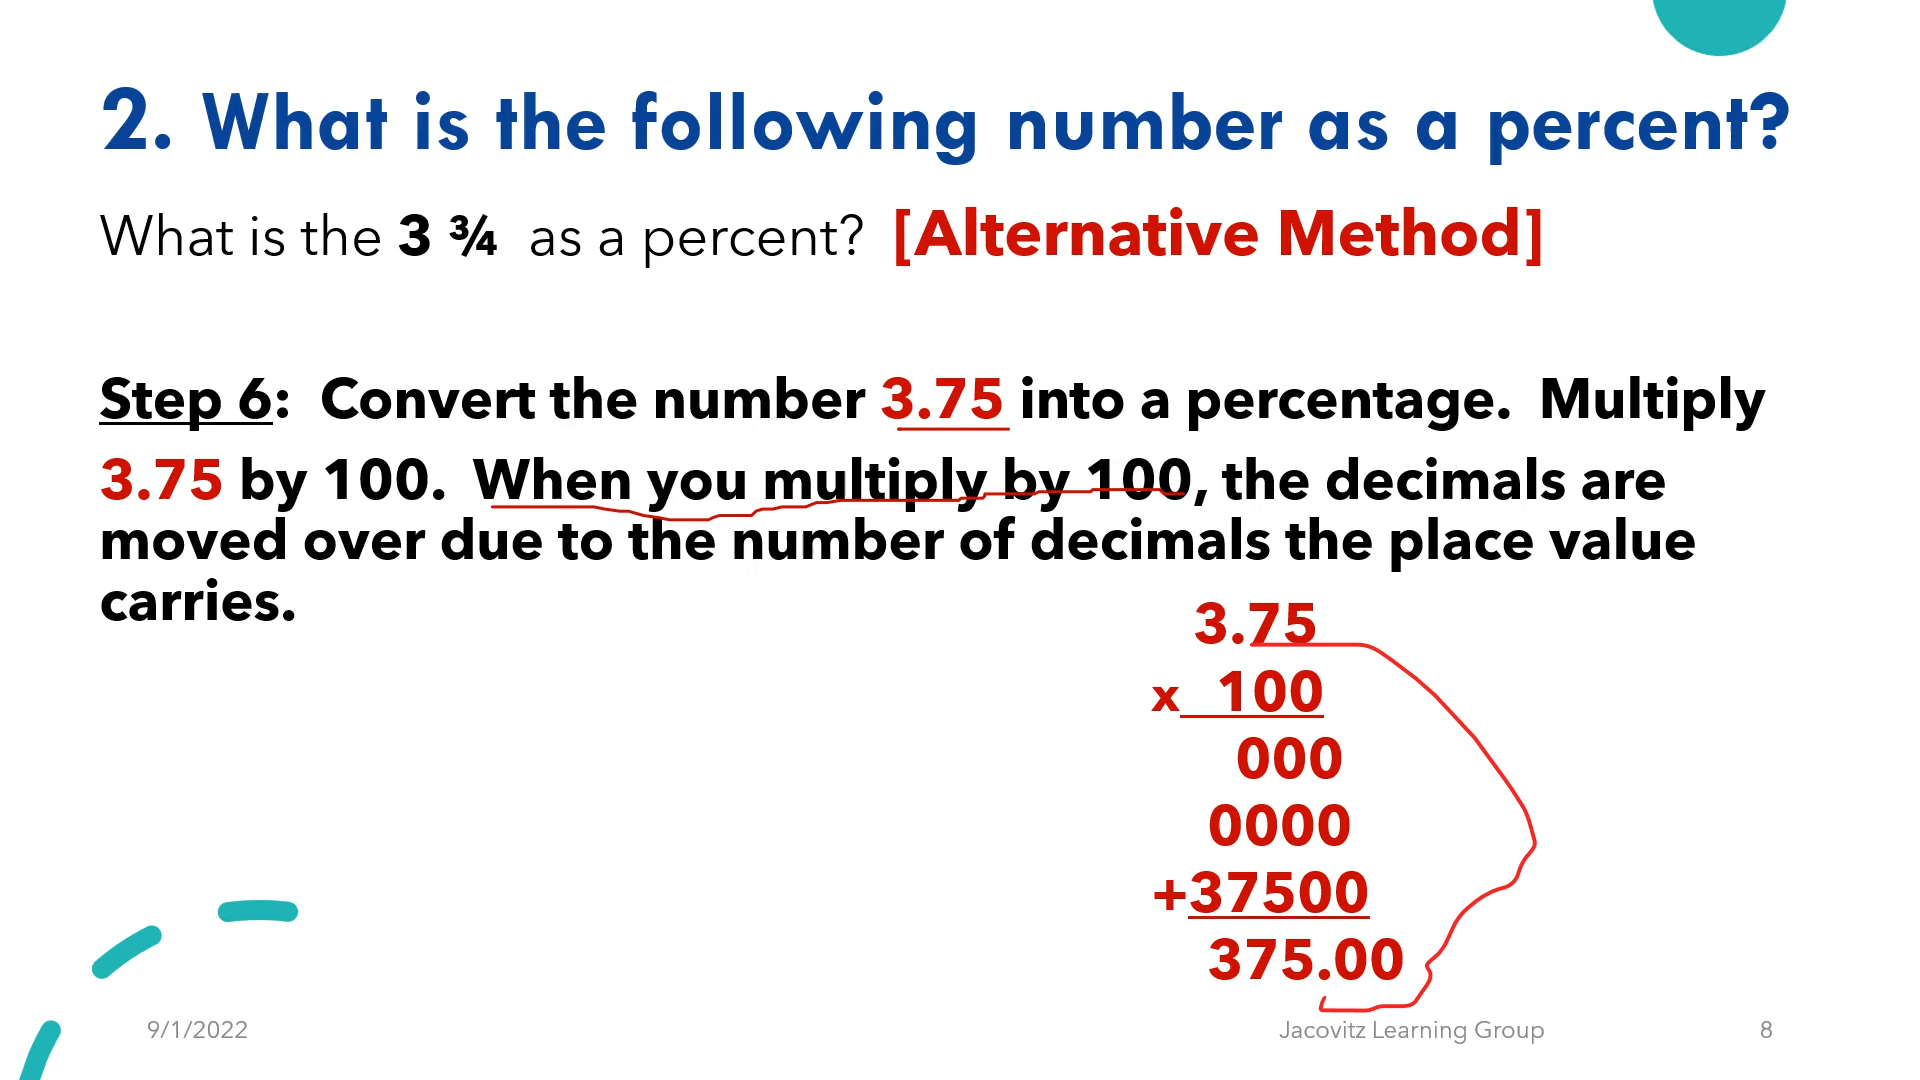 2. What is the following number as a percent?
What is the 3 ¾ as a percent? [Alternative Method]
Step 6: Convert the number 3.75 into a percentage. Multiply
3.75 by 100. When you multiply by 100, the decimals are
moved over due to the number of decimals the place value
carries.
3.75
x 100
000
0000
+37500
375.00
9/1/2022
Jacovitz Learning Group
8